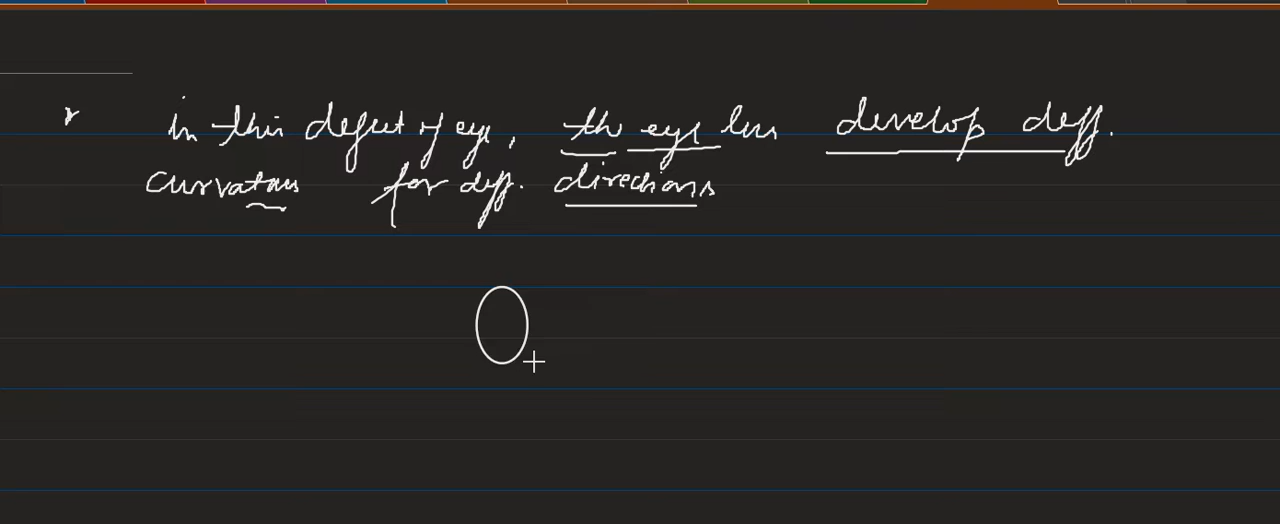 In this defect of eye, the eye lens develop diff.
curvatures for diff. directions